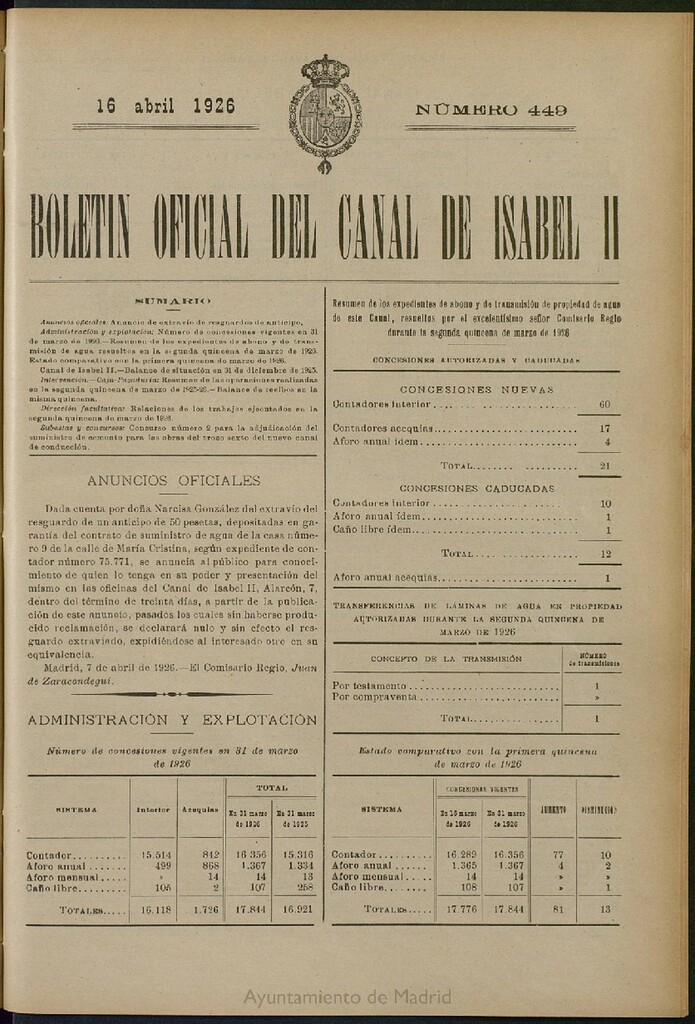 16 abril 1926
NÚMERO 449
BOLETIN OFICIAL DEL CANAL DE ISABEL II
SUMARIO
Anuncios oficiales: Anuncio de extravío de resguardos de anticipo.
Administración y explotación: Número de concesiones vigentes en 31
de marzo de 1926.—Resumen de los expedientes de abono y de trans-
misión de agua resueltos en la segunda quincena de marzo de 1926.
Estado comparativo con la primera quincena de marzo de 1926.
Canal de Isabel II.—Balance de situación en 31 de diciembre de 1925.
Intervención.—Caja-Pagaduría: Resumen de las operaciones realizadas
en la segunda quincena de marzo de 1925-26.—Balance de recibos en la
misma quincena.
Dirección facultativa: Relaciones de los trabajos ejecutados en la
segunda quincena de marzo de 1926.
Subastas y concursos: Concurso número 2 para la adjudicación del
suministro de cemento para las obras del trozo sexto del nuevo canal
de conducción.
ANUNCIOS OFICIALES
Dada cuenta por doña Narcisa González del extravío del
resguardo de un anticipo de 50 pesetas, depositadas en ga-
rantía del contrato de suministro de agua de la casa núme-
ro 9 de la calle de María Cristina, según expediente de con-
tador número 75.771, se anuncia al público para conoci-
miento de quien lo tenga en su poder y presentación del
mismo en las oficinas del Canal de Isabel II, Alarcón, 7,
dentro del término de treinta días, a partir de la publica-
ción de este anuncio, pasados los cuales sin haberse produ-
cido reclamación, se declarará nulo y sin efecto el res-
guardo extraviado, expidiéndose al interesado otro en su
equivalencia.
Madrid, 7 de abril de 1926.—El Comisario Regio, Juan
de Zaracondegui.
ADMINISTRACIÓN Y EXPLOTACIÓN
Número de concesiones vigentes en 31 de marzo
de 1926
SISTEMA Interior Acequias TOTAL
En 31 marzo de 1926 En 31 marzo de 1925
Contador.......... 15.514 842 16.356 15.316
Aforo anual...... 499 868 1.367 1.334
Aforo mensual..... » 14 14 13
Caño libre........ 105 2 107 258
TOTALES..... 16.118 1.726 17.844 16.921
Resumen de los expedientes de abono y de transmisión de propiedad de agua
de este Canal, resueltos por el excelentísimo señor Comisario Regio
durante la segunda quincena de marzo de 1926
CONCESIONES AUTORIZADAS Y CADUCADAS
CONCESIONES NUEVAS
Contadores interior.................... 60
Contadores acequias.................... 17
Aforo anual ídem....................... 4
TOTAL.................... 21
CONCESIONES CADUCADAS
Contadores interior.................... 10
Aforo anual ídem....................... 1
Caño libre ídem........................ 1
TOTAL.................... 12
Aforo anual acequias................... 1
TRANSFERENCIAS DE LÁMINAS DE AGUA EN PROPIEDAD
AUTORIZADAS DURANTE LA SEGUNDA QUINCENA DE
MARZO DE 1926
CONCEPTO DE LA TRANSMISIÓN NÚMERO de transmisiones
Por testamento......................... 1
Por compraventa........................ »
TOTAL.................. 1
Estado comparativo con la primera quincena
de marzo de 1926
SISTEMA CONCESIONES VIGENTES AUMENTO DISMINUCIÓN
En 15 marzo de 1926 En 31 marzo de 1926
Contador.......... 16.289 16.356 77 10
Aforo anual....... 1.365 1.367 4 2
Aforo mensual..... 14 14 » »
Caño libre........ 108 107 » 1
TOTALES..... 17.776 17.844 81 13
Ayuntamiento de Madrid